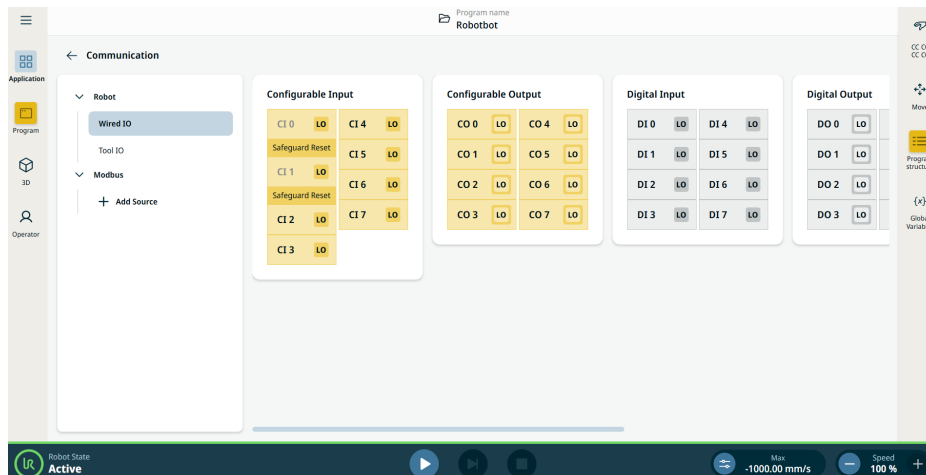 Program name
Robotbot
Communication
Application
Program
3D
Operator
Robot
Wired IO
Tool IO
Modbus
Add Source
Configurable Input
CI 0 LO CI 4 LO
Safeguard Reset
CI 5 LO
CI 1 LO
CI 6 LO
Safeguard Reset
CI 2 LO CI 7 LO
CI 3 LO
Configurable Output
CO 0 LO CO 4 LO
CO 1 LO CO 5 LO
CO 2 LO CO 6 LO
CO 3 LO CO 7 LO
Digital Input
DI 0 LO DI 4 LO
DI 1 LO DI 5 LO
DI 2 LO DI 6 LO
DI 3 LO DI 7 LO
Digital Output
DO 0 LO
DO 1 LO
DO 2 LO
DO 3 LO
CC
CC
Move
{x}
Robot State
Active
Max
-1000.00 mm/s
Speed
100 %